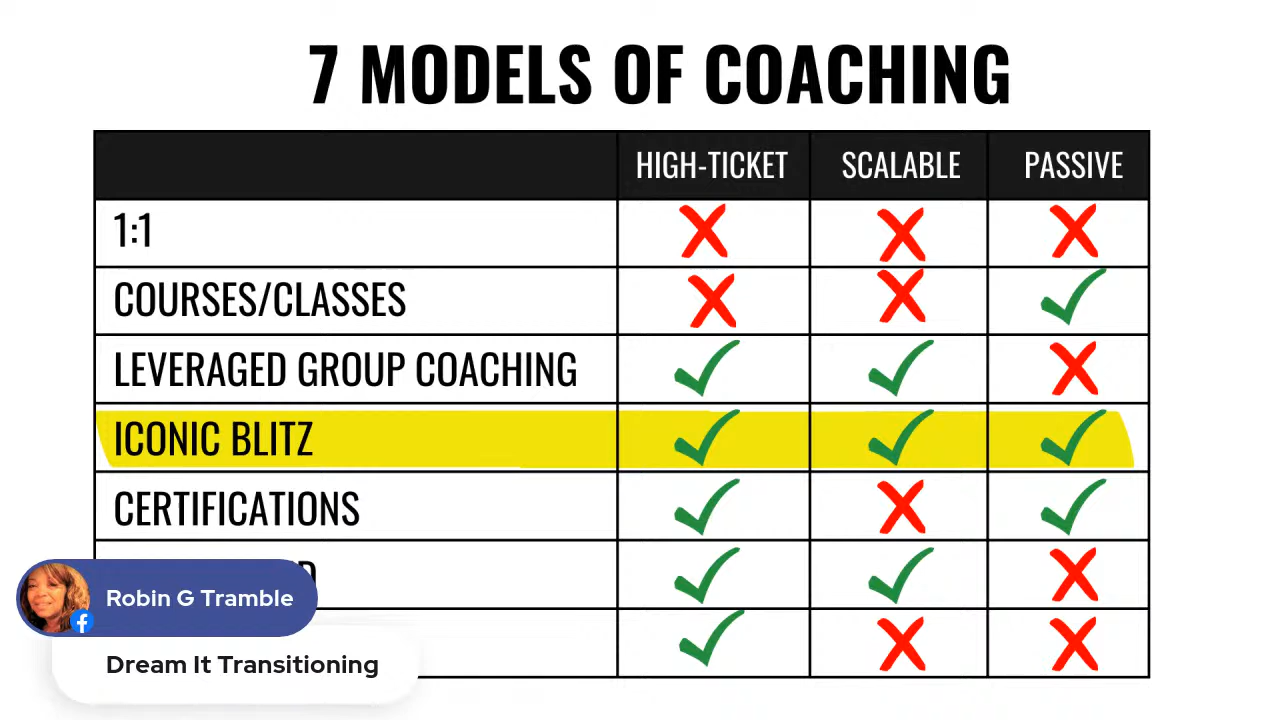 7 MODELS OF COACHING
HIGH-TICKET SCALABLE PASSIVE
1:1
COURSES/CLASSES
LEVERAGED GROUP COACHING
ICONIC BLITZ
CERTIFICATIONS
Robin G Tramble
Dream It Transitioning